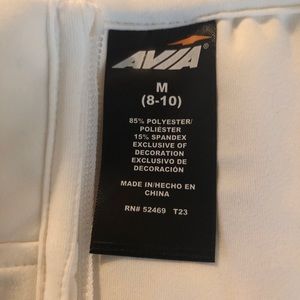 AVIA®
M
(8-10)
85% POLYESTER/
POLIÉSTER
15% SPANDEX
EXCLUSIVE OF
DECORATION
EXCLUSIVO DE
DECORACIÓN
MADE IN/HECHO EN
CHINA
RN# 52469 T23